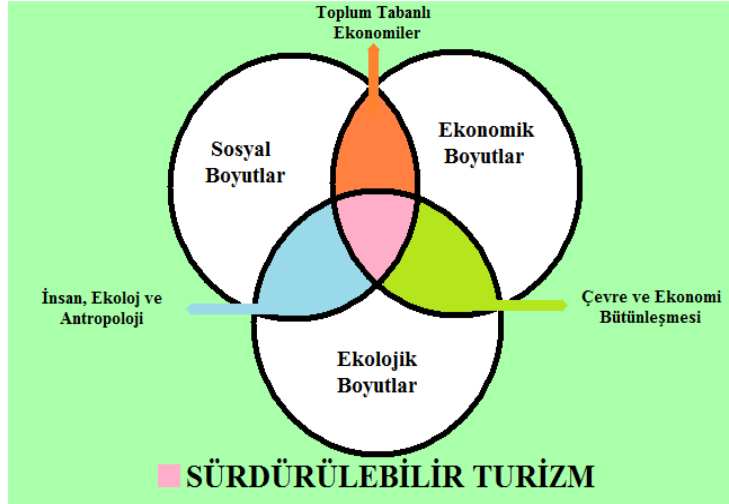 Toplum Tabanlı
Ekonomiler
Sosyal
Boyutlar
Ekonomik
Boyutlar
İnsan, Ekoloj ve
Antropoloji
Çevre ve Ekonomi
Bütünleşmesi
Ekolojik
Boyutlar
SÜRDÜRÜLEBİLİR TURİZM